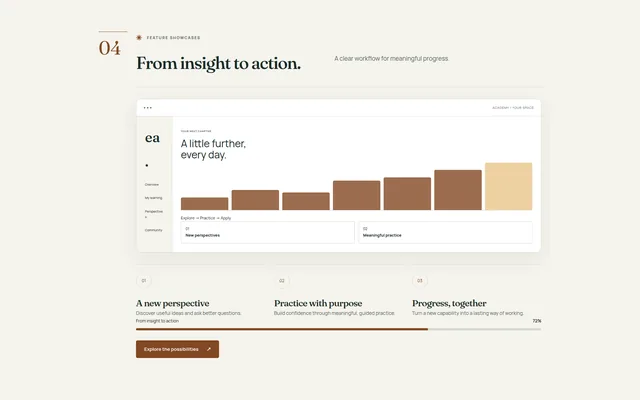 04
FEATURE SHOWCASES
From insight to action.
A clear workflow for meaningful progress
ACADEMY / YOUR SPACE
ea
.
Overview
My learning
Perspective
s
Community
YOUR NEXT CHAPTER
A little further,
every day.
Explore → Practice → Apply
01
New perspectives
02
Meaningful practice
01
A new perspective
Discover useful ideas and ask better questions.
02
Practice with purpose
Build confidence through meaningful, guided practice.
03
Progress, together
Turn a new capability into a lasting way of working.
From insight to action
72%
Explore the possibilities ↗